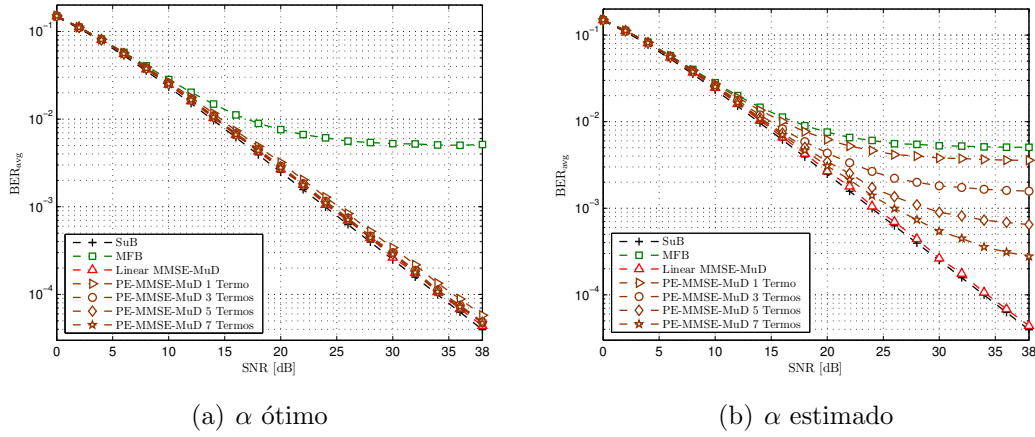 10⁻¹
10⁻²
10⁻³
10⁻⁴
BERavg
SuB
MFB
Linear MMSE-MuD
PE-MMSE-MuD 1 Termo
PE-MMSE-MuD 3 Termos
PE-MMSE-MuD 5 Termos
PE-MMSE-MuD 7 Termos
0 5 10 15 20 25 30 35 38
SNR [dB]
(a) α ótimo
10⁻¹
10⁻²
10⁻³
10⁻⁴
BERavg
SuB
MFB
Linear MMSE-MuD
PE-MMSE-MuD 1 Termo
PE-MMSE-MuD 3 Termos
PE-MMSE-MuD 5 Termos
PE-MMSE-MuD 7 Termos
0 5 10 15 20 25 30 35 38
SNR [dB]
(b) α estimado